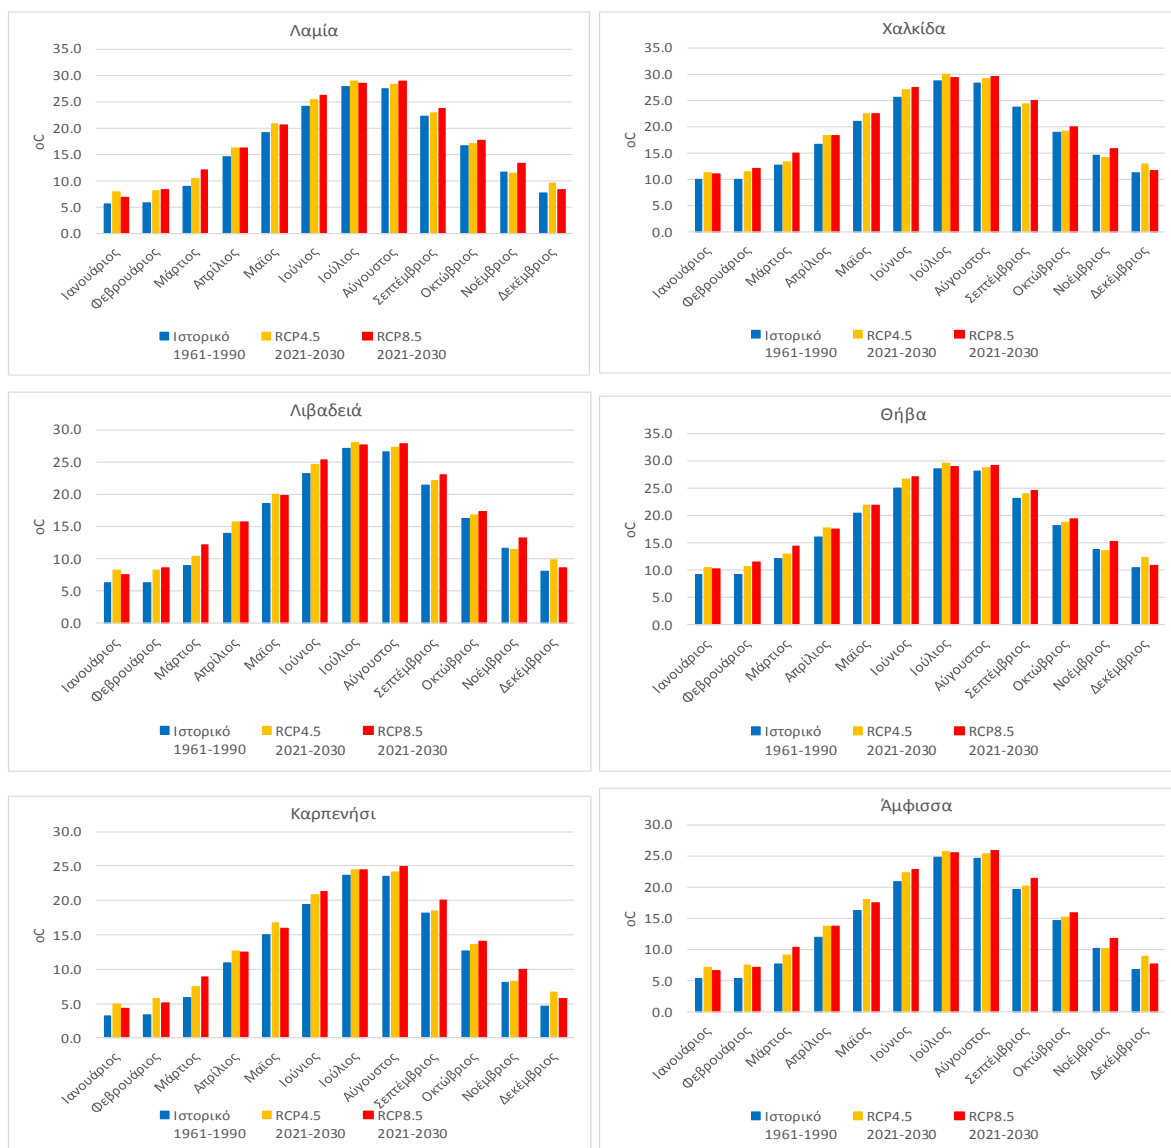 Λαμία
35.0
30.0
25.0
20.0
15.0
10.0
5.0
0.0
oC
Ιανουάριος
Φεβρουάριος
Μάρτιος
Απρίλιος
Μαϊος
Ιούνιος
Ιούλιος
Αύγουστος
Σεπτέμβριος
Οκτώβριος
Νοέμβριος
Δεκέμβριος
Ιστορικό RCP4.5 RCP8.5
1961-1990 2021-2030 2021-2030
Χαλκίδα
35.0
30.0
25.0
20.0
15.0
10.0
5.0
0.0
oC
Ιανουάριος
Φεβρουάριος
Μάρτιος
Απρίλιος
Μαϊος
Ιούνιος
Ιούλιος
Αύγουστος
Σεπτέμβριος
Οκτώβριος
Νοέμβριος
Δεκέμβριος
Ιστορικό RCP4.5 RCP8.5
1961-1990 2021-2030 2021-2030
Λιβαδειά
30.0
25.0
20.0
15.0
10.0
5.0
0.0
oC
Ιανουάριος
Φεβρουάριος
Μάρτιος
Απρίλιος
Μαϊος
Ιούνιος
Ιούλιος
Αύγουστος
Σεπτέμβριος
Οκτώβριος
Νοέμβριος
Δεκέμβριος
Ιστορικό RCP4.5 RCP8.5
1961-1990 2021-2030 2021-2030
Θήβα
35.0
30.0
25.0
20.0
15.0
10.0
5.0
0.0
oC
Ιανουάριος
Φεβρουάριος
Μάρτιος
Απρίλιος
Μαϊος
Ιούνιος
Ιούλιος
Αύγουστος
Σεπτέμβριος
Οκτώβριος
Νοέμβριος
Δεκέμβριος
Ιστορικό RCP4.5 RCP8.5
1961-1990 2021-2030 2021-2030
Καρπενήσι
30.0
25.0
20.0
15.0
10.0
5.0
0.0
oC
Ιανουάριος
Φεβρουάριος
Μάρτιος
Απρίλιος
Μαϊος
Ιούνιος
Ιούλιος
Αύγουστος
Σεπτέμβριος
Οκτώβριος
Νοέμβριος
Δεκέμβριος
Ιστορικό RCP4.5 RCP8.5
1961-1990 2021-2030 2021-2030
Άμφισσα
30.0
25.0
20.0
15.0
10.0
5.0
0.0
oC
Ιανουάριος
Φεβρουάριος
Μάρτιος
Απρίλιος
Μαϊος
Ιούνιος
Ιούλιος
Αύγουστος
Σεπτέμβριος
Οκτώβριος
Νοέμβριος
Δεκέμβριος
Ιστορικό RCP4.5 RCP8.5
1961-1990 2021-2030 2021-2030